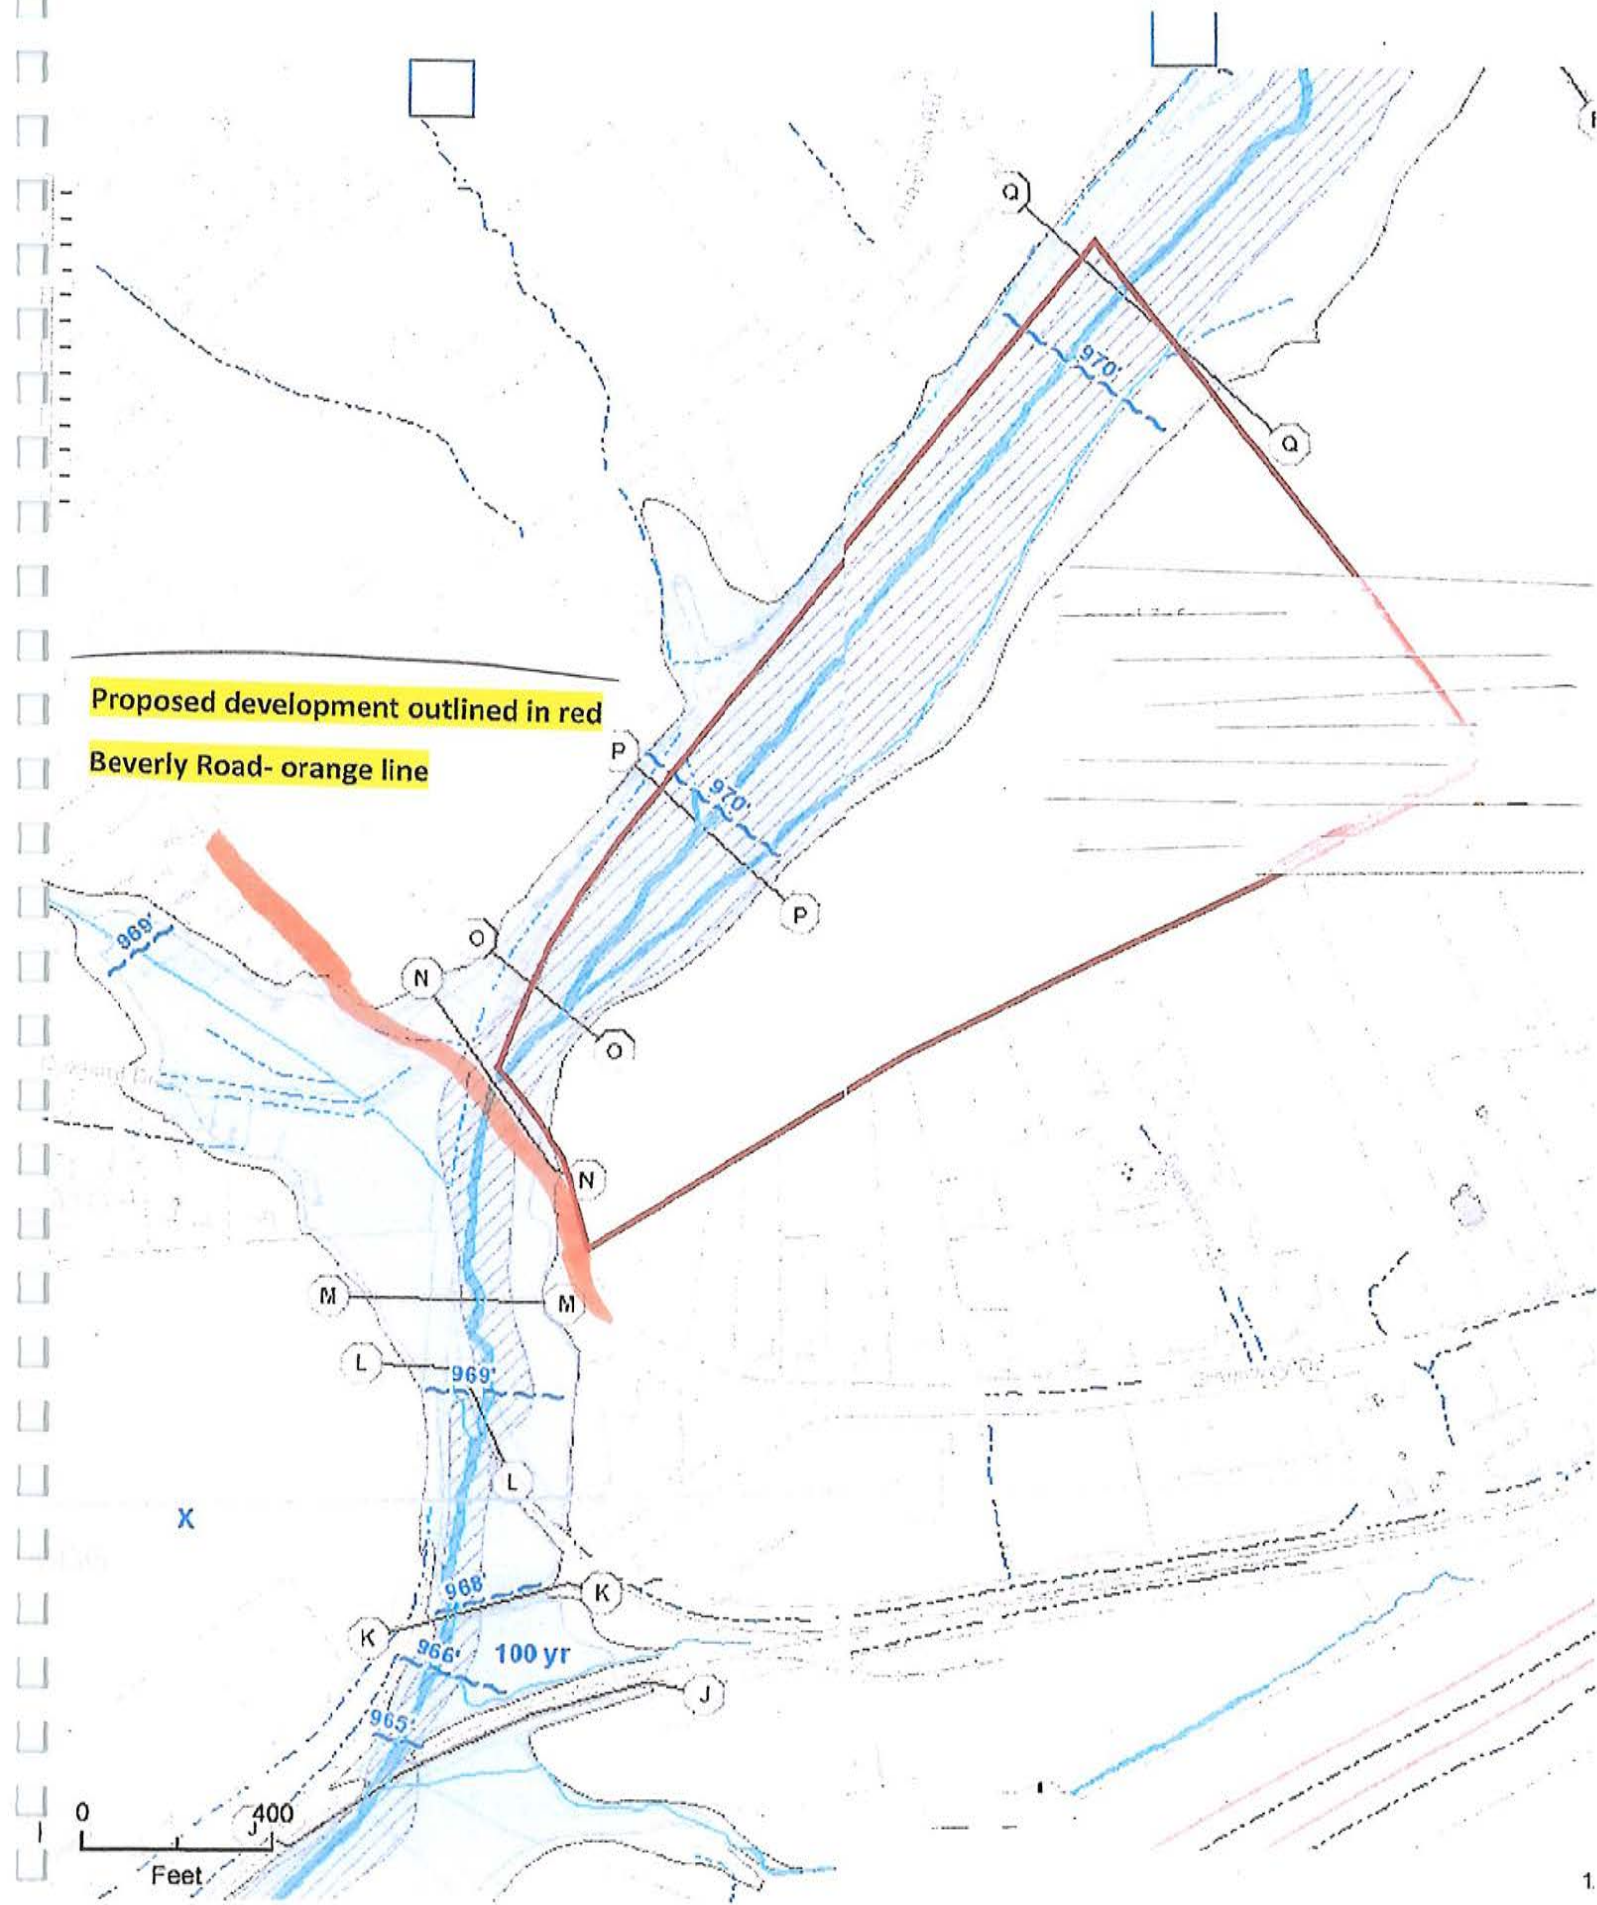 Q
970'
Q
Proposed development outlined in red
Beverly Road- orange line
P
970'
P
969'
O
N
O
N
M
M
L
969'
L
X
968'
K
K
966'
100 yr
J
965'
0
400
J
Feet
1.